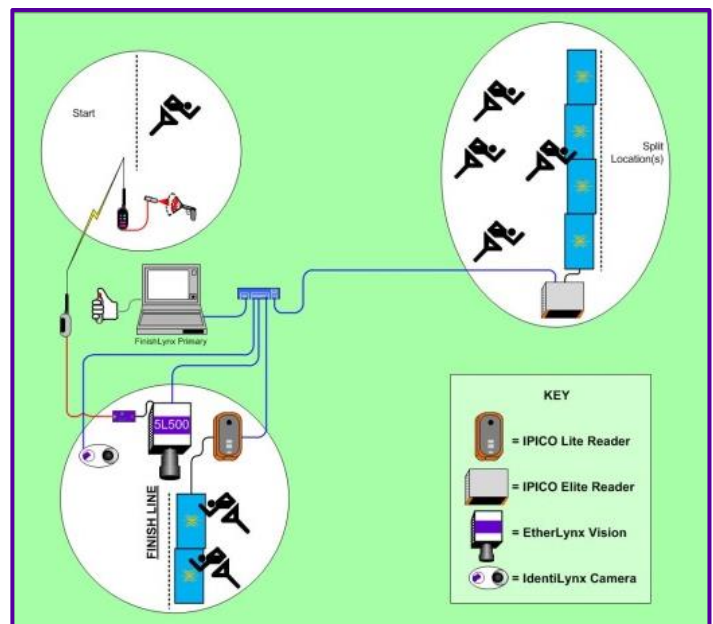 Start
Split
Location(s)
FinishLynx Primary
5L500
FINISH LINE
KEY
= IPICO Lite Reader
= IPICO Elite Reader
= EtherLynx Vision
= IdentiLynx Camera